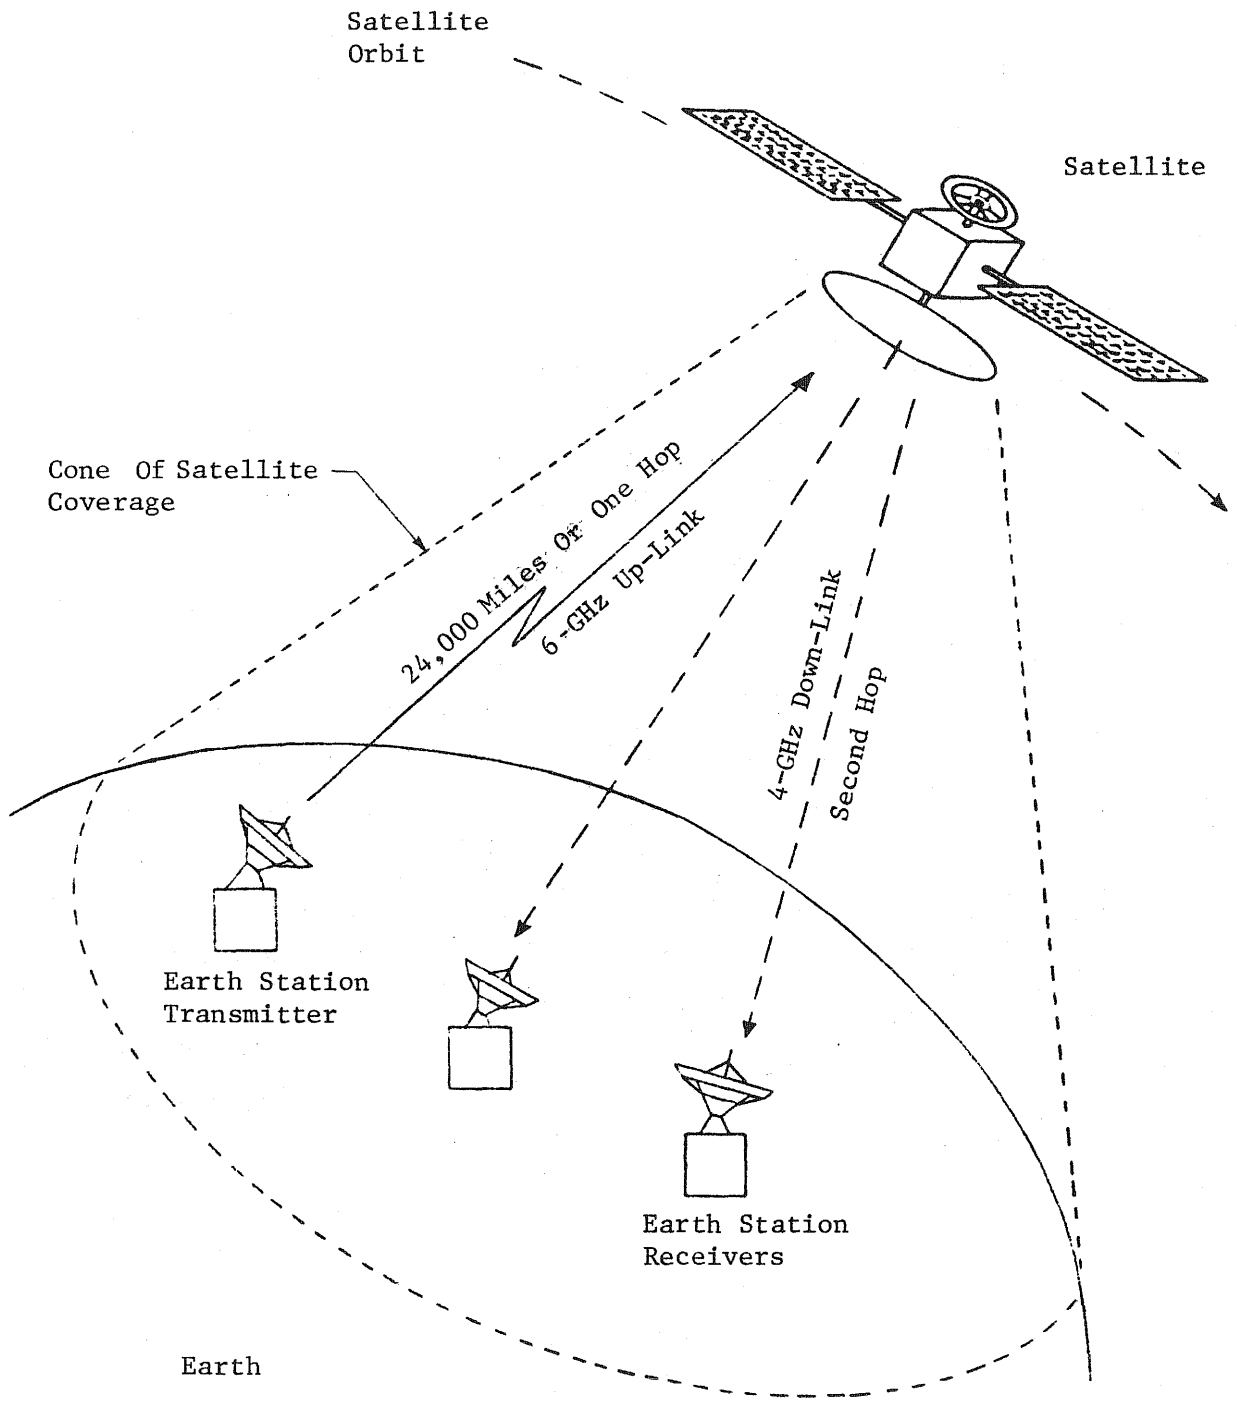 Satellite
Orbit
Satellite
Cone Of Satellite
Coverage
24,000 Miles Or One Hop
6-GHz Up-Link
4-GHz Down-Link
Second Hop
Earth Station
Transmitter
Earth Station
Receivers
Earth